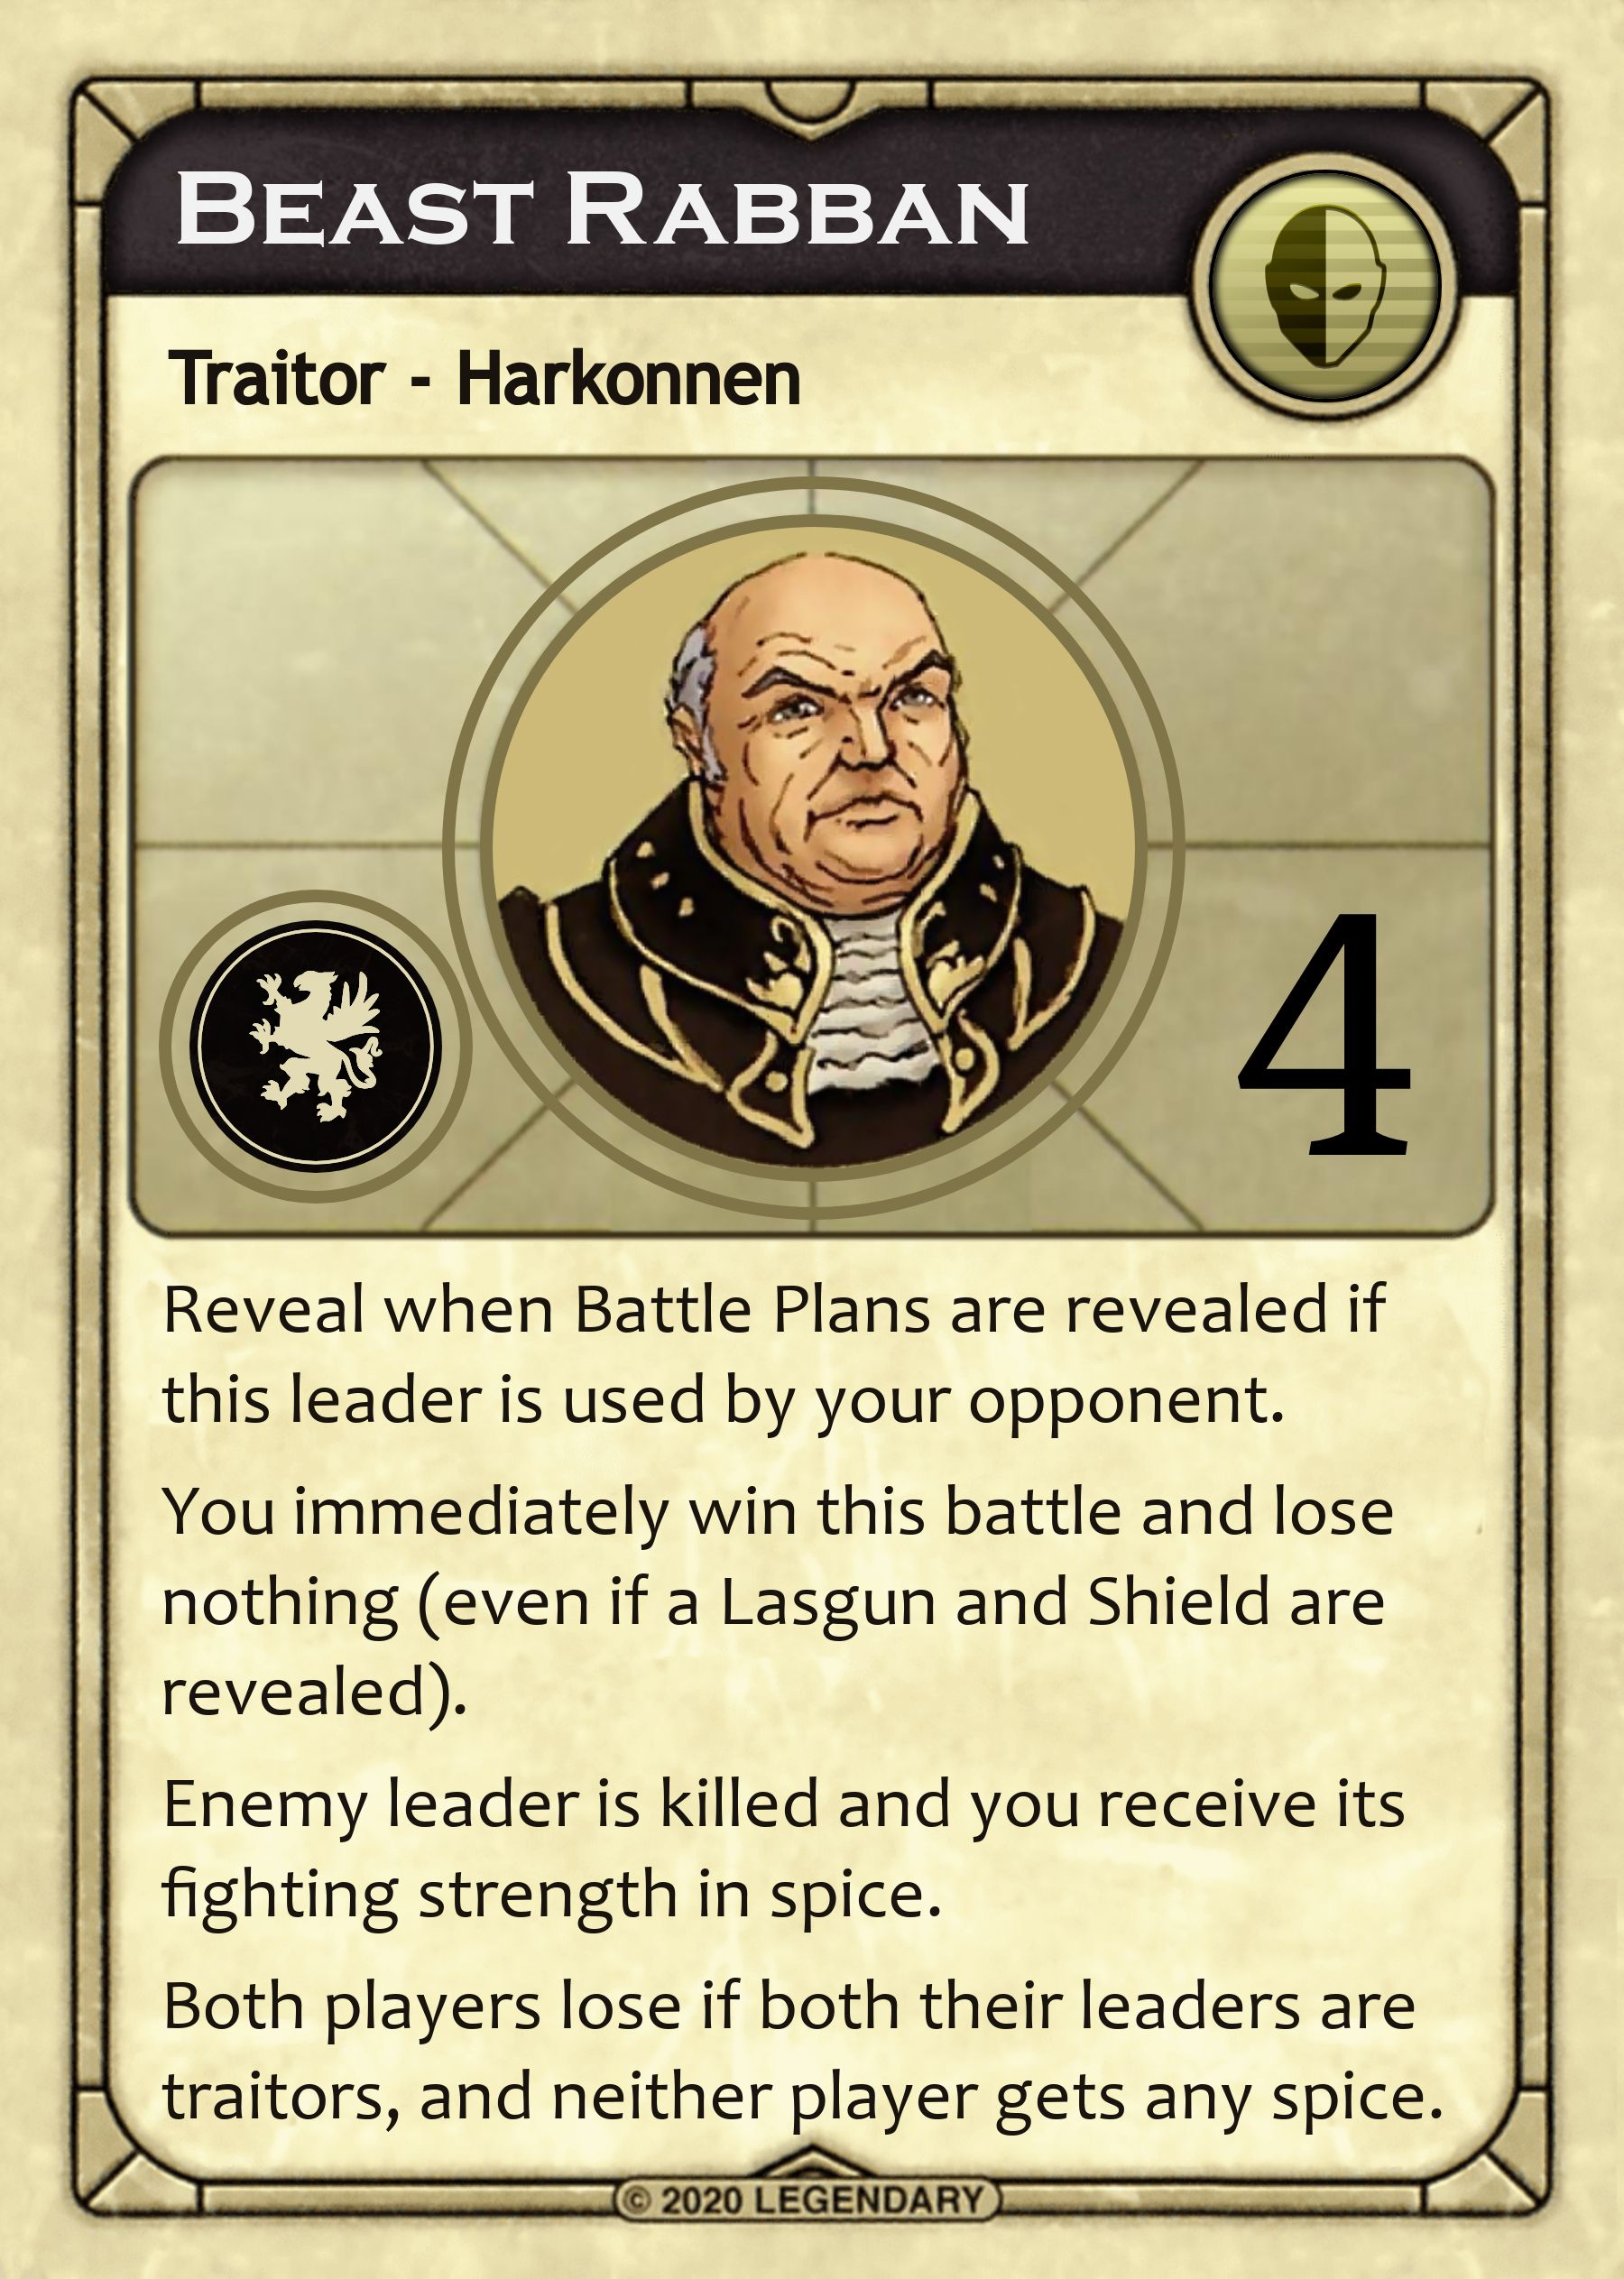 BEAST RABBAN
Traitor - Harkonnen
4
Reveal when Battle Plans are revealed if
this leader is used by your opponent.
You immediately win this battle and lose
nothing (even if a Lasgun and Shield are
revealed).
Enemy leader is killed and you receive its
fighting strength in spice.
Both players lose if both their leaders are
traitors, and neither player gets any spice.
© 2020 LEGENDARY